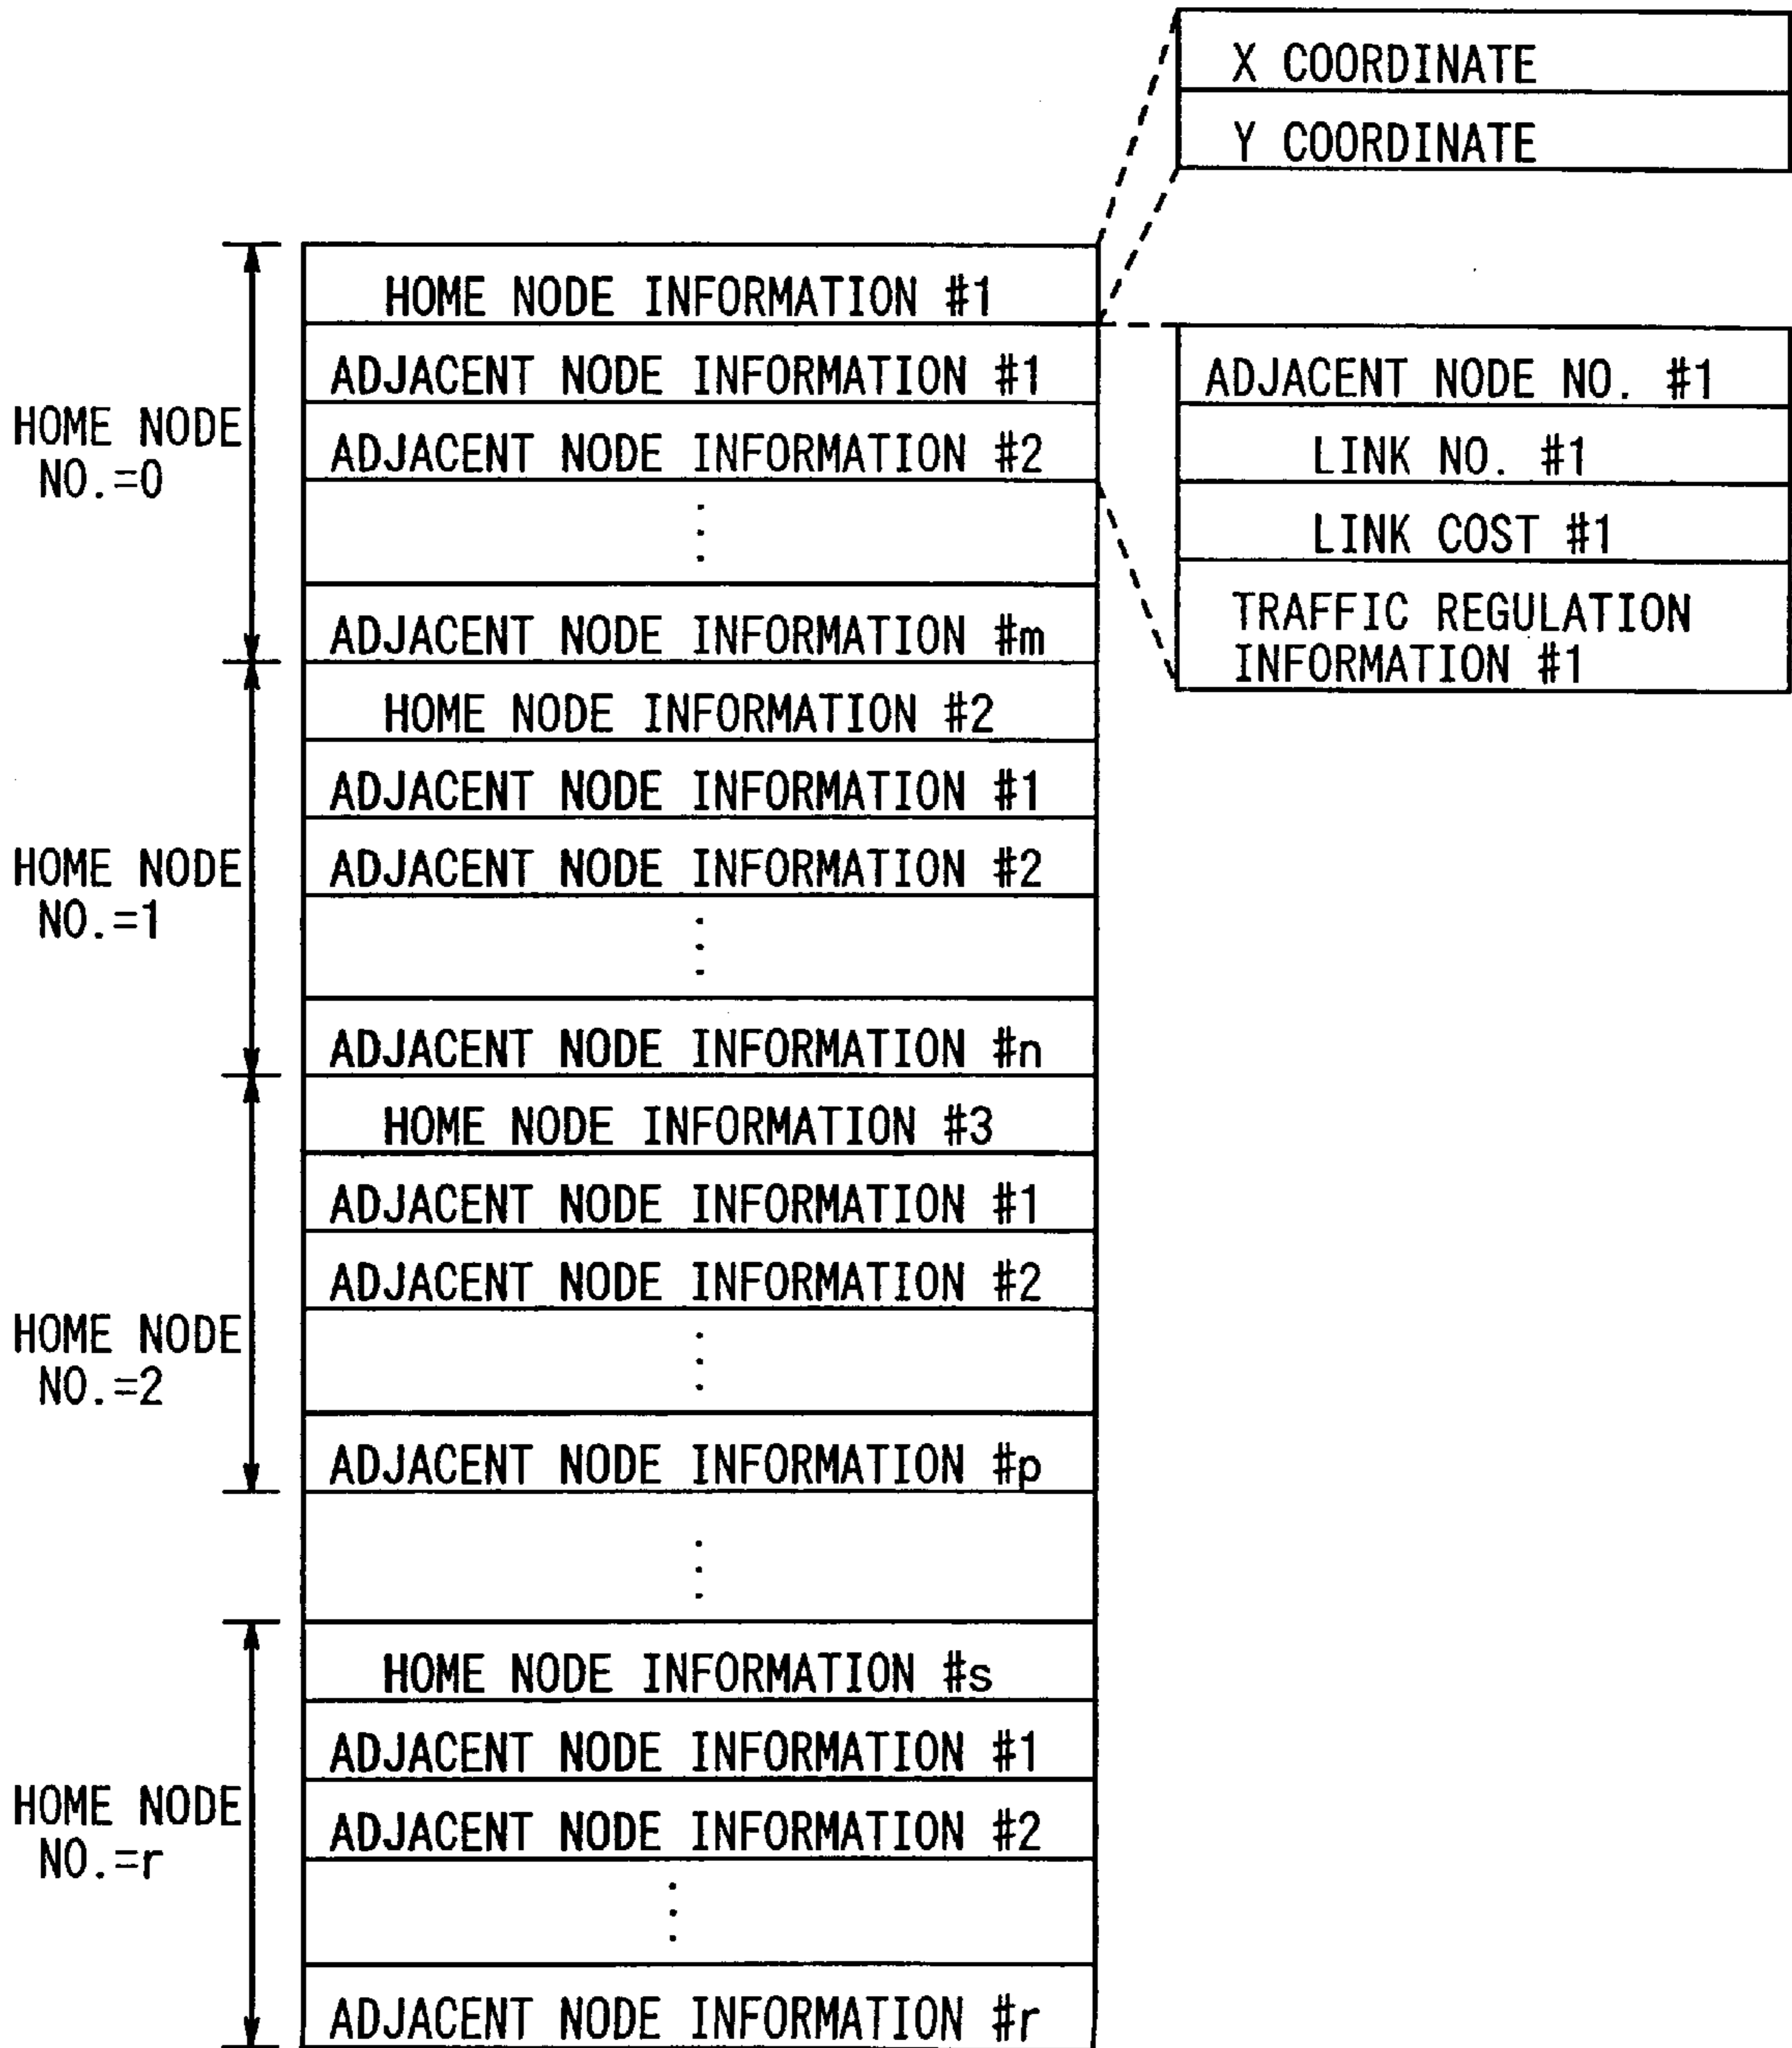 X COORDINATE
Y COORDINATE
HOME NODE INFORMATION #1
ADJACENT NODE INFORMATION #1
ADJACENT NODE INFORMATION #2
ADJACENT NODE INFORMATION #m
HOME NODE
NO.=0
ADJACENT NODE NO. #1
LINK NO. #1
LINK COST #1
TRAFFIC REGULATION
INFORMATION #1
HOME NODE INFORMATION #2
ADJACENT NODE INFORMATION #1
ADJACENT NODE INFORMATION #2
ADJACENT NODE INFORMATION #n
HOME NODE
NO.=1
HOME NODE INFORMATION #3
ADJACENT NODE INFORMATION #1
ADJACENT NODE INFORMATION #2
ADJACENT NODE INFORMATION #p
HOME NODE
NO.=2
HOME NODE INFORMATION #s
ADJACENT NODE INFORMATION #1
ADJACENT NODE INFORMATION #2
ADJACENT NODE INFORMATION #r
HOME NODE
NO.=r